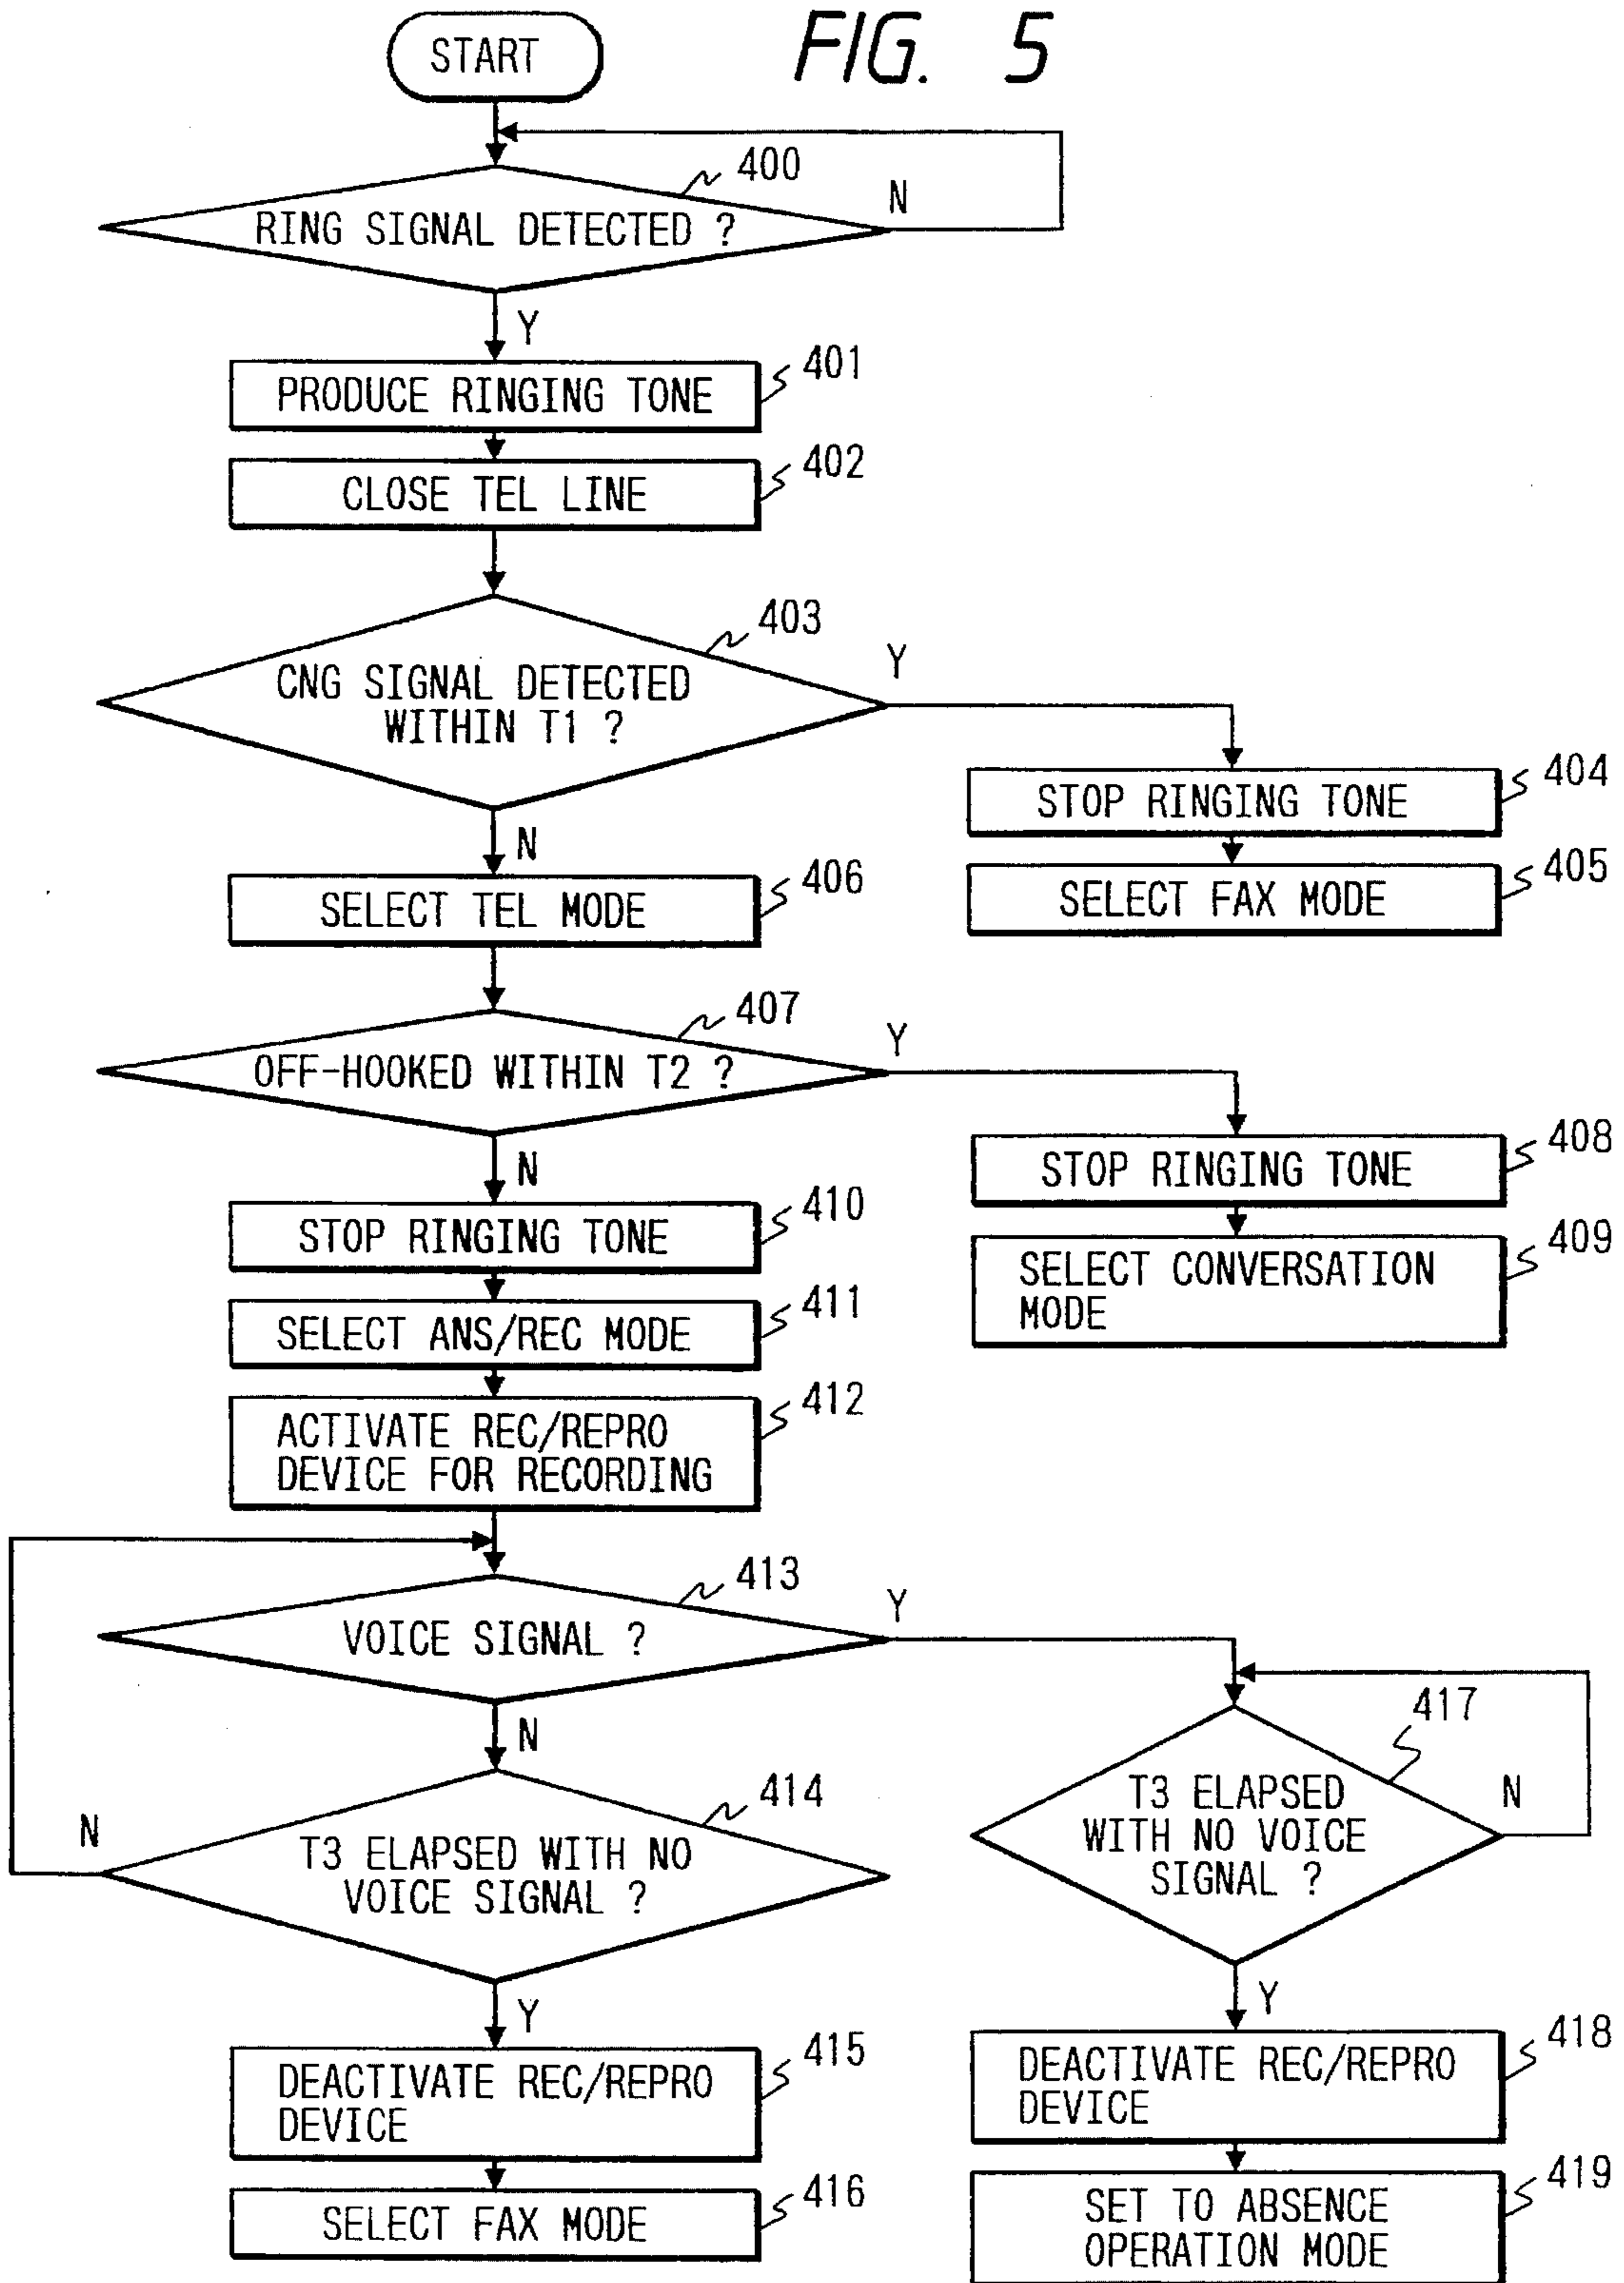 FIG. 5
START
400
RING SIGNAL DETECTED ?
N
Y
PRODUCE RINGING TONE
401
CLOSE TEL LINE
402
403
CNG SIGNAL DETECTED
WITHIN T1 ?
Y
N
STOP RINGING TONE
404
SELECT FAX MODE
405
SELECT TEL MODE
406
407
OFF-HOOKED WITHIN T2 ?
Y
N
STOP RINGING TONE
408
SELECT CONVERSATION
MODE
409
STOP RINGING TONE
410
SELECT ANS/REC MODE
411
ACTIVATE REC/REPRO
DEVICE FOR RECORDING
412
413
VOICE SIGNAL ?
Y
N
414
T3 ELAPSED WITH NO
VOICE SIGNAL ?
N
Y
417
T3 ELAPSED
WITH NO VOICE
SIGNAL ?
N
Y
DEACTIVATE REC/REPRO
DEVICE
415
SELECT FAX MODE
416
DEACTIVATE REC/REPRO
DEVICE
418
SET TO ABSENCE
OPERATION MODE
419